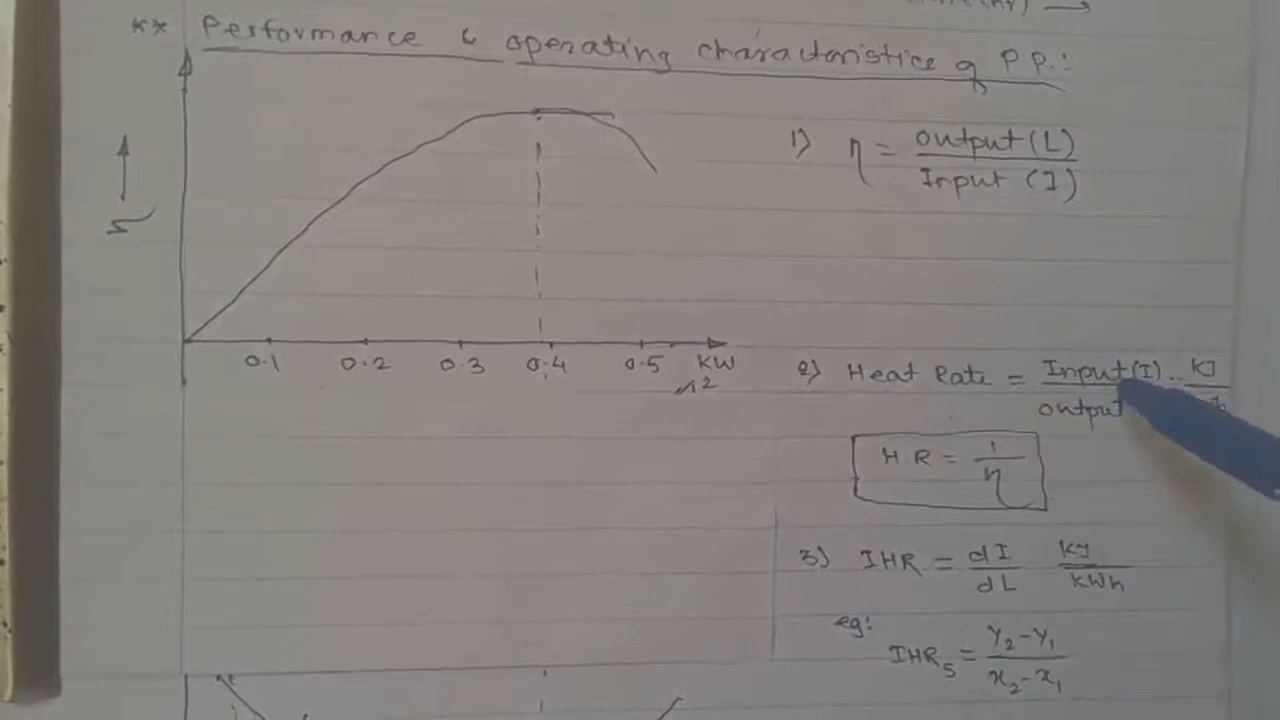 ** Performance & operating characteristics of P P.:
1) η = Output (L) / Input (I)
η
0.1 0.2 0.3 0.4 0.5 KW
2) Heat Rate = Input (I) .. KJ / output
H R = 1 / η
3) IHR = dI / dL KJ / KWh
eg:
IHR₅ = Y₂-Y₁ / x₂-x₁